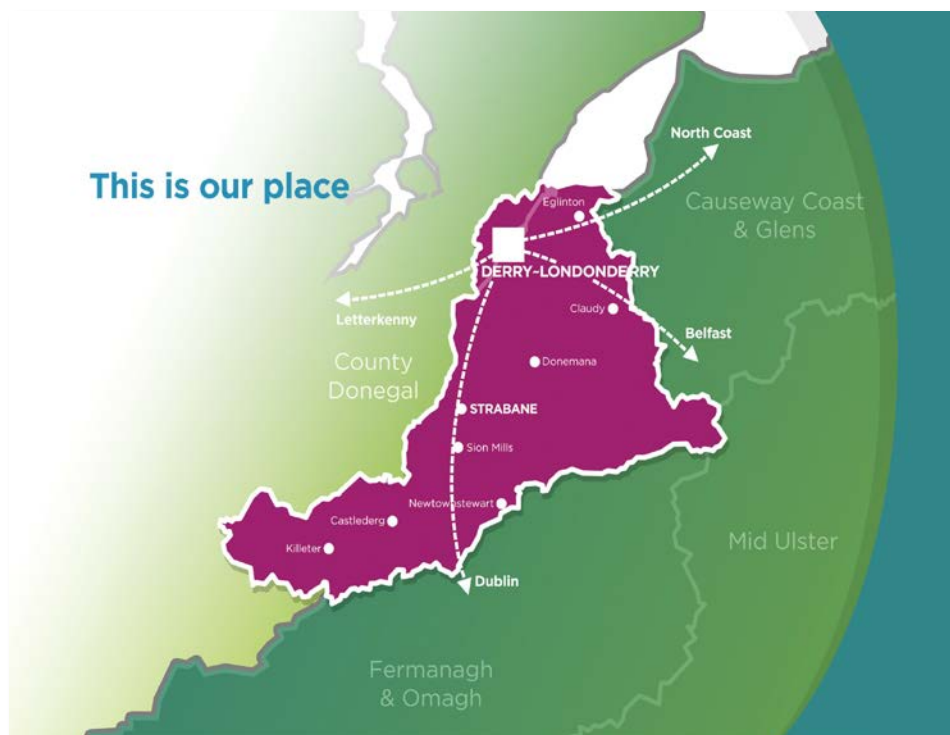 This is our place
North Coast
Causeway Coast
& Glens
Eglinton
DERRY~LONDONDERRY
Letterkenny
Claudy
Belfast
County
Donegal
Donemana
STRABANE
Sion Mills
Newtownstewart
Castlederg
Killeter
Mid Ulster
Dublin
Fermanagh
& Omagh